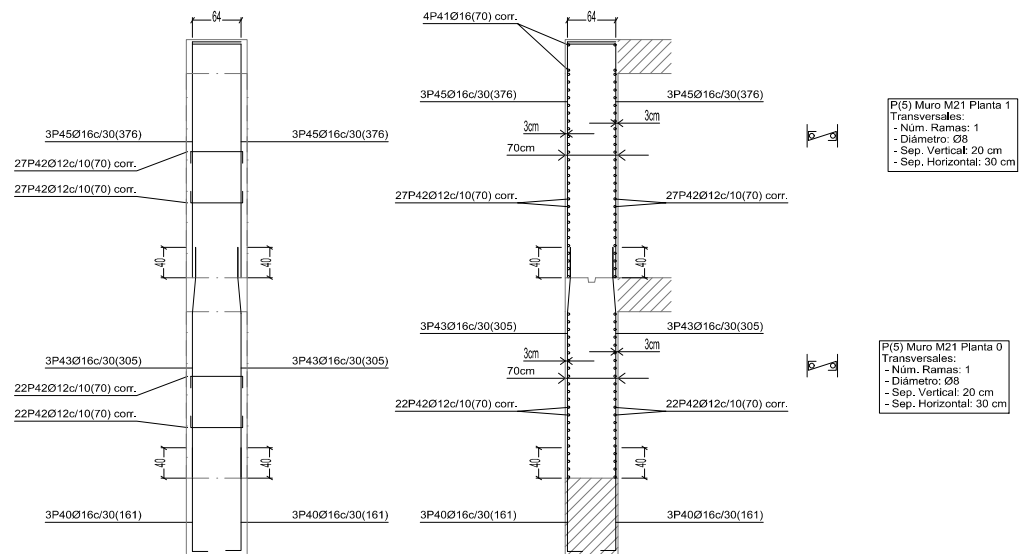 64
3P45Ø16c/30(376)
3P45Ø16c/30(376)
27P42Ø12c/10(70) corr.
27P42Ø12c/10(70) corr.
40
40
3P43Ø16c/30(305)
3P43Ø16c/30(305)
22P42Ø12c/10(70) corr.
22P42Ø12c/10(70) corr.
40
40
3P40Ø16c/30(161)
3P40Ø16c/30(161)
4P41Ø16(70) corr.
64
3P45Ø16c/30(376)
3P45Ø16c/30(376)
3cm
3cm
70cm
27P42Ø12c/10(70) corr.
27P42Ø12c/10(70) corr.
40
40
3P43Ø16c/30(305)
3P43Ø16c/30(305)
3cm
3cm
70cm
22P42Ø12c/10(70) corr.
22P42Ø12c/10(70) corr.
40
40
3P40Ø16c/30(161)
3P40Ø16c/30(161)
P(5) Muro M21 Planta 1
Transversales:
- Núm. Ramas: 1
- Diámetro: Ø8
- Sep. Vertical: 20 cm
- Sep. Horizontal: 30 cm
P(5) Muro M21 Planta 0
Transversales:
- Núm. Ramas: 1
- Diámetro: Ø8
- Sep. Vertical: 20 cm
- Sep. Horizontal: 30 cm